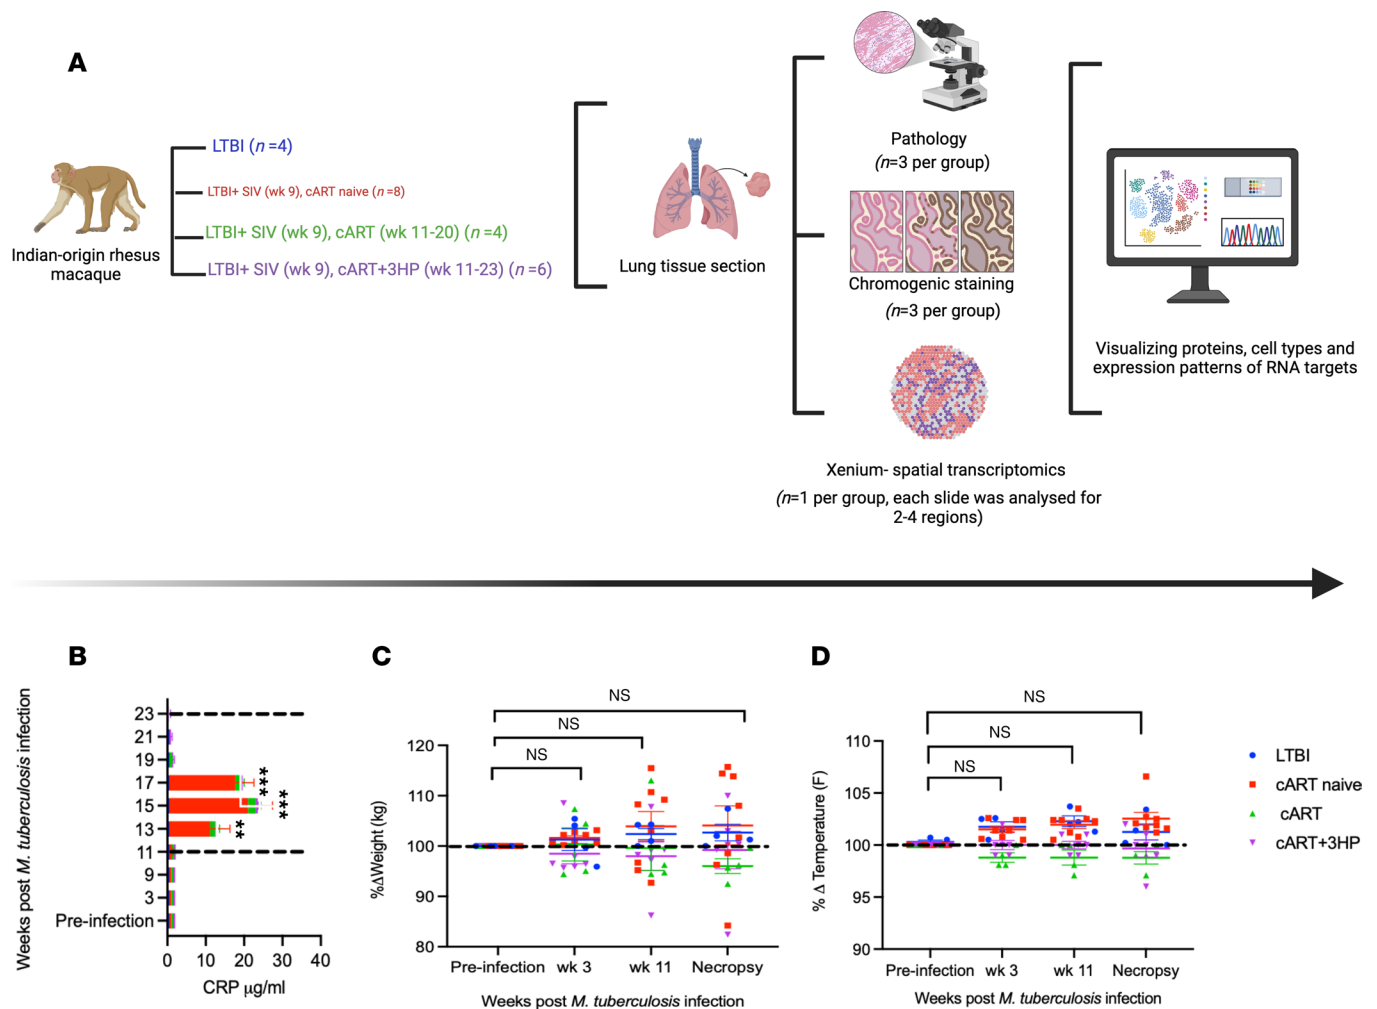 A
Indian-origin rhesus
macaque
LTBI (n =4)
LTBI+ SIV (wk 9), cART naive (n =8)
LTBI+ SIV (wk 9), cART (wk 11-20) (n =4)
LTBI+ SIV (wk 9), cART+3HP (wk 11-23) (n =6)
Lung tissue section
Pathology
(n=3 per group)
Chromogenic staining
(n=3 per group)
Xenium- spatial transcriptomics
(n=1 per group, each slide was analysed for
2-4 regions)
Visualizing proteins, cell types and
expression patterns of RNA targets
B
Weeks post M. tuberculosis infection
23
21
19
17
15
13
11
9
3
Pre-infection
***
***
**
0 10 20 30 40
CRP µg/ml
C
NS
NS
NS
%ΔWeight (kg)
120
110
100
90
80
Pre-infection wk 3 wk 11 Necropsy
Weeks post M. tuberculosis infection
D
NS
NS
NS
% Δ Temperature (F)
110
105
100
95
90
Pre-infection wk 3 wk 11 Necropsy
Weeks post M. tuberculosis infection
LTBI
cART naive
cART
cART+3HP